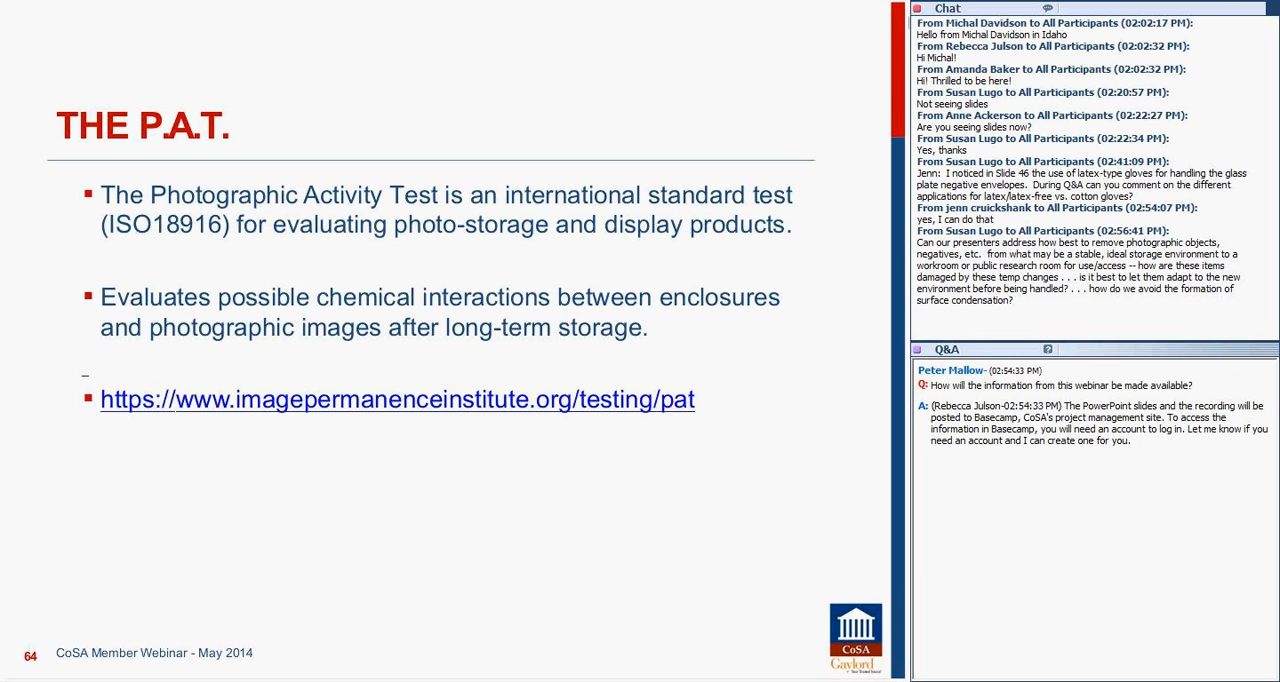 THE P.A.T.
▪ The Photographic Activity Test is an international standard test
(ISO18916) for evaluating photo-storage and display products.
▪ Evaluates possible chemical interactions between enclosures
and photographic images after long-term storage.
–
▪ https://www.imagepermanenceinstitute.org/testing/pat
64 CoSA Member Webinar - May 2014
CoSA
Gaylord
Chat
From Michal Davidson to All Participants (02:02:17 PM):
Hello from Michal Davidson in Idaho
From Rebecca Julson to All Participants (02:02:32 PM):
Hi Michal!
From Amanda Baker to All Participants (02:02:32 PM):
Hi! Thrilled to be here!
From Susan Lugo to All Participants (02:20:57 PM):
Not seeing slides
From Anne Ackerson to All Participants (02:22:27 PM):
Are you seeing slides now?
From Susan Lugo to All Participants (02:22:34 PM):
Yes, thanks
From Susan Lugo to All Participants (02:41:09 PM):
Jenn: I noticed in Slide 46 the use of latex-type gloves for handling the glass
plate negative envelopes. During Q&A can you comment on the different
applications for latex/latex-free vs. cotton gloves?
From jenn cruickshank to All Participants (02:54:07 PM):
yes, I can do that
From Susan Lugo to All Participants (02:56:41 PM):
Can our presenters address how best to remove photographic objects,
negatives, etc. from what may be a stable, ideal storage environment to a
workroom or public research room for use/access -- how are these items
damaged by these temp changes . . . is it best to let them adapt to the new
environment before being handled? . . . how do we avoid the formation of
surface condensation?
Q&A
Peter Mallow- (02:54:33 PM)
Q: How will the information from this webinar be made available?
A: (Rebecca Julson-02:54:33 PM) The PowerPoint slides and the recording will be
posted to Basecamp, CoSA's project management site. To access the
information in Basecamp, you will need an account to log in. Let me know if you
need an account and I can create one for you.